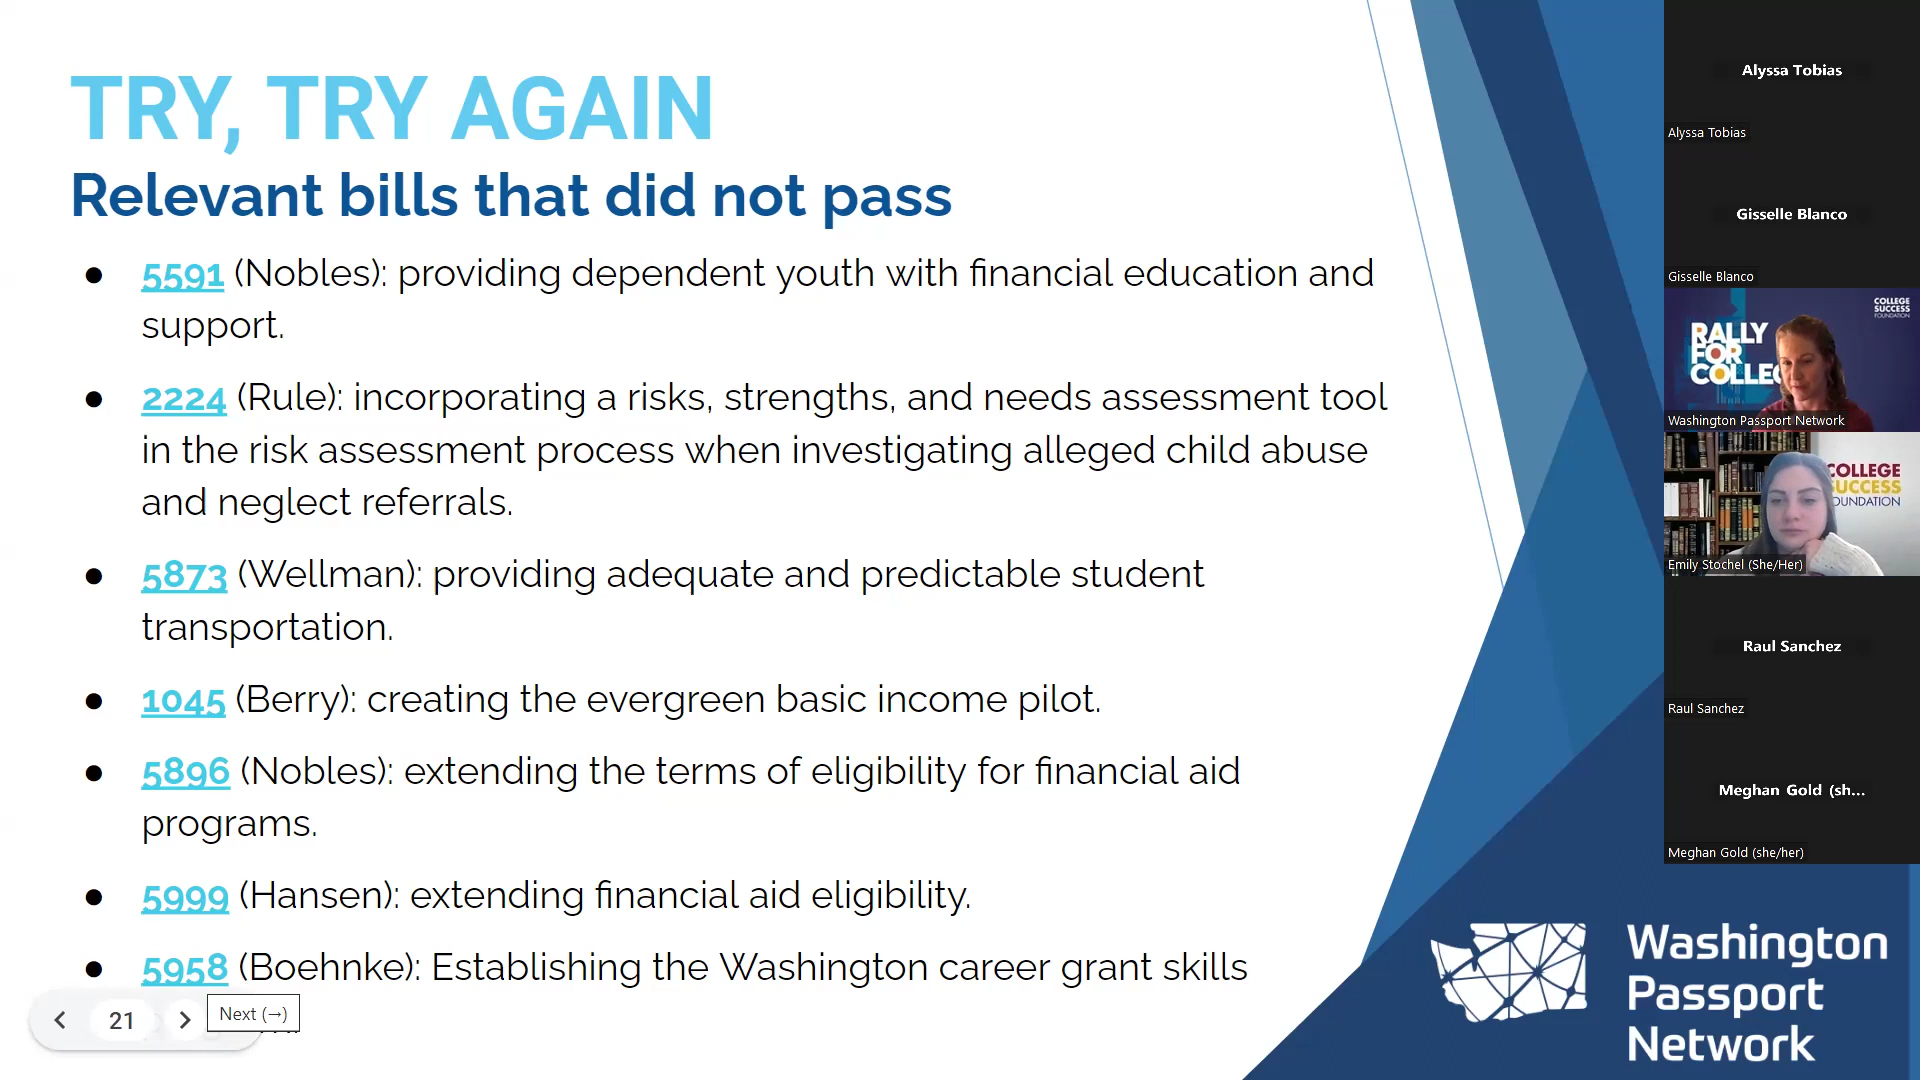 TRY, TRY AGAIN
Relevant bills that did not pass
● 5591 (Nobles): providing dependent youth with financial education and
support.
● 2224 (Rule): incorporating a risks, strengths, and needs assessment tool
in the risk assessment process when investigating alleged child abuse
and neglect referrals.
● 5873 (Wellman): providing adequate and predictable student
transportation.
● 1045 (Berry): creating the evergreen basic income pilot.
● 5896 (Nobles): extending the terms of eligibility for financial aid
programs.
● 5999 (Hansen): extending financial aid eligibility.
● 5958 (Boehnke): Establishing the Washington career grant skills
21
Next (→)
Alyssa Tobias
Alyssa Tobias
Gisselle Blanco
Gisselle Blanco
RALLY
FOR
COLLEG
COLLEGE
SUCCESS
FOUNDATION
Washington Passport Network
COLLEGE
SUCCESS
OUNDATION
Emily Stochel (She/Her)
Raul Sanchez
Raul Sanchez
Meghan Gold (sh...
Meghan Gold (she/her)
Washington
Passport
Network